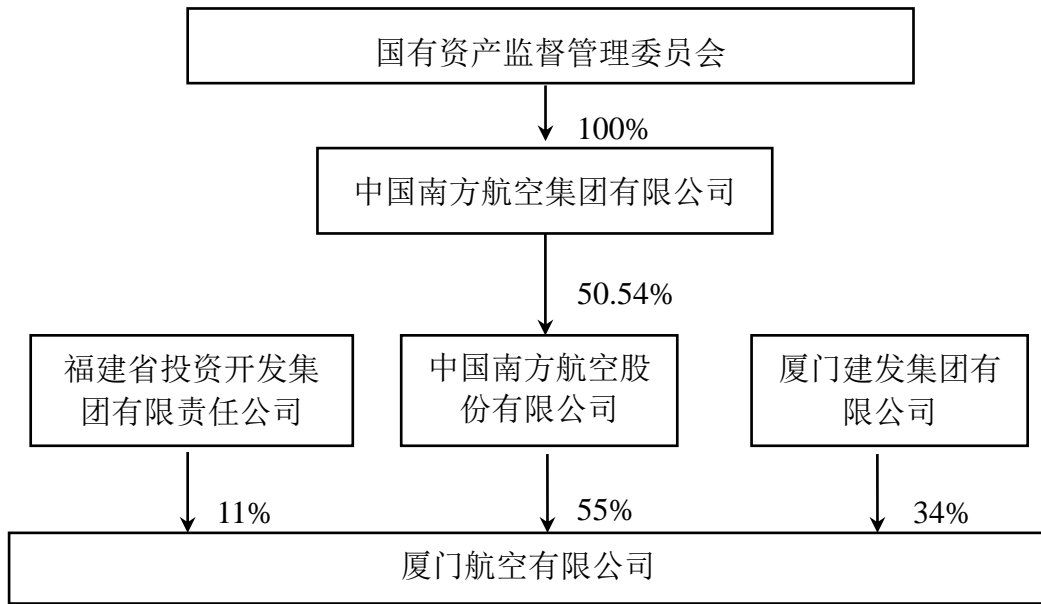 国有资产监督管理委员会
100%
中国南方航空集团有限公司
50.54%
福建省投资开发集
团有限责任公司
中国南方航空股
份有限公司
厦门建发集团有
限公司
11%
55%
34%
厦门航空有限公司